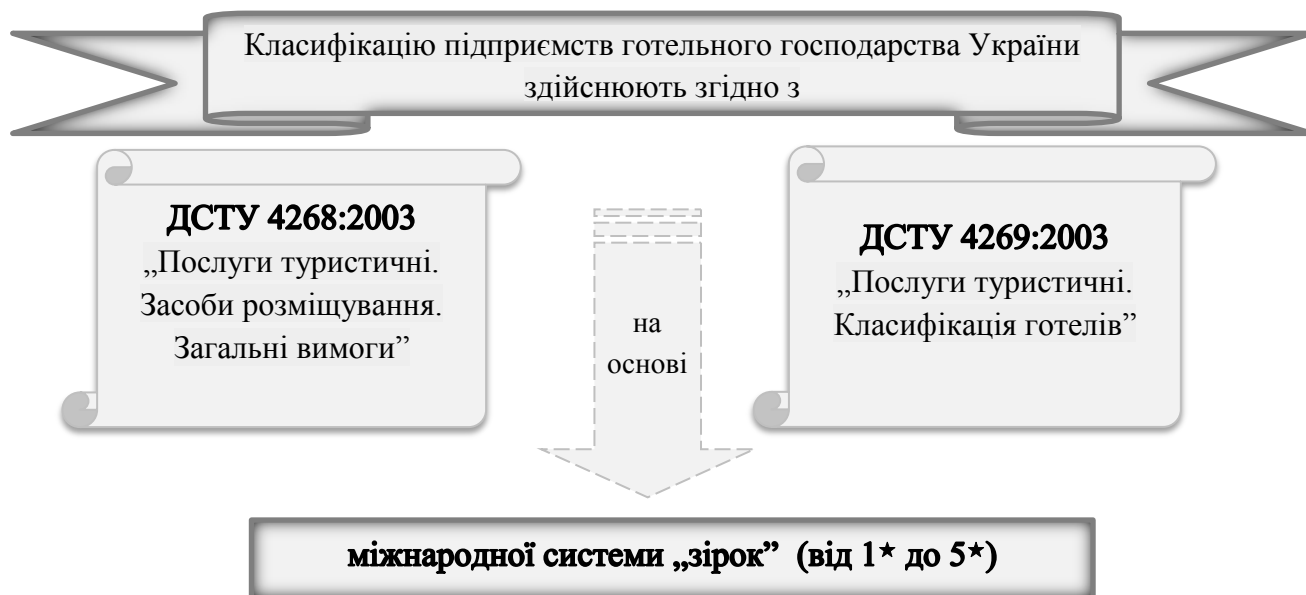 Класифікацію підприємств готельного господарства України
здійснюють згідно з
ДСТУ 4268:2003
„Послуги туристичні.
Засоби розміщування.
Загальні вимоги”
на
основі
ДСТУ 4269:2003
„Послуги туристичні.
Класифікація готелів”
міжнародної системи „зірок” (від 1★ до 5★)